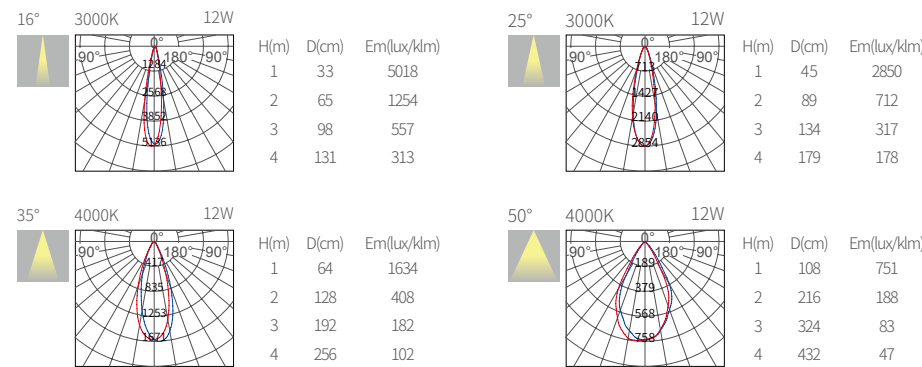 16° 3000K 12W
0°
90° 180° 90°
1284
2568
3852
5136
H(m) D(cm) Em(lux/klm)
1 33 5018
2 65 1254
3 98 557
4 131 313
25° 3000K 12W
0°
90° 180° 90°
713
1427
2140
2854
H(m) D(cm) Em(lux/klm)
1 45 2850
2 89 712
3 134 317
4 179 178
35° 4000K 12W
0°
90° 180° 90°
417
835
1253
1671
H(m) D(cm) Em(lux/klm)
1 64 1634
2 128 408
3 192 182
4 256 102
50° 4000K 12W
0°
90° 180° 90°
189
379
568
758
H(m) D(cm) Em(lux/klm)
1 108 751
2 216 188
3 324 83
4 432 47